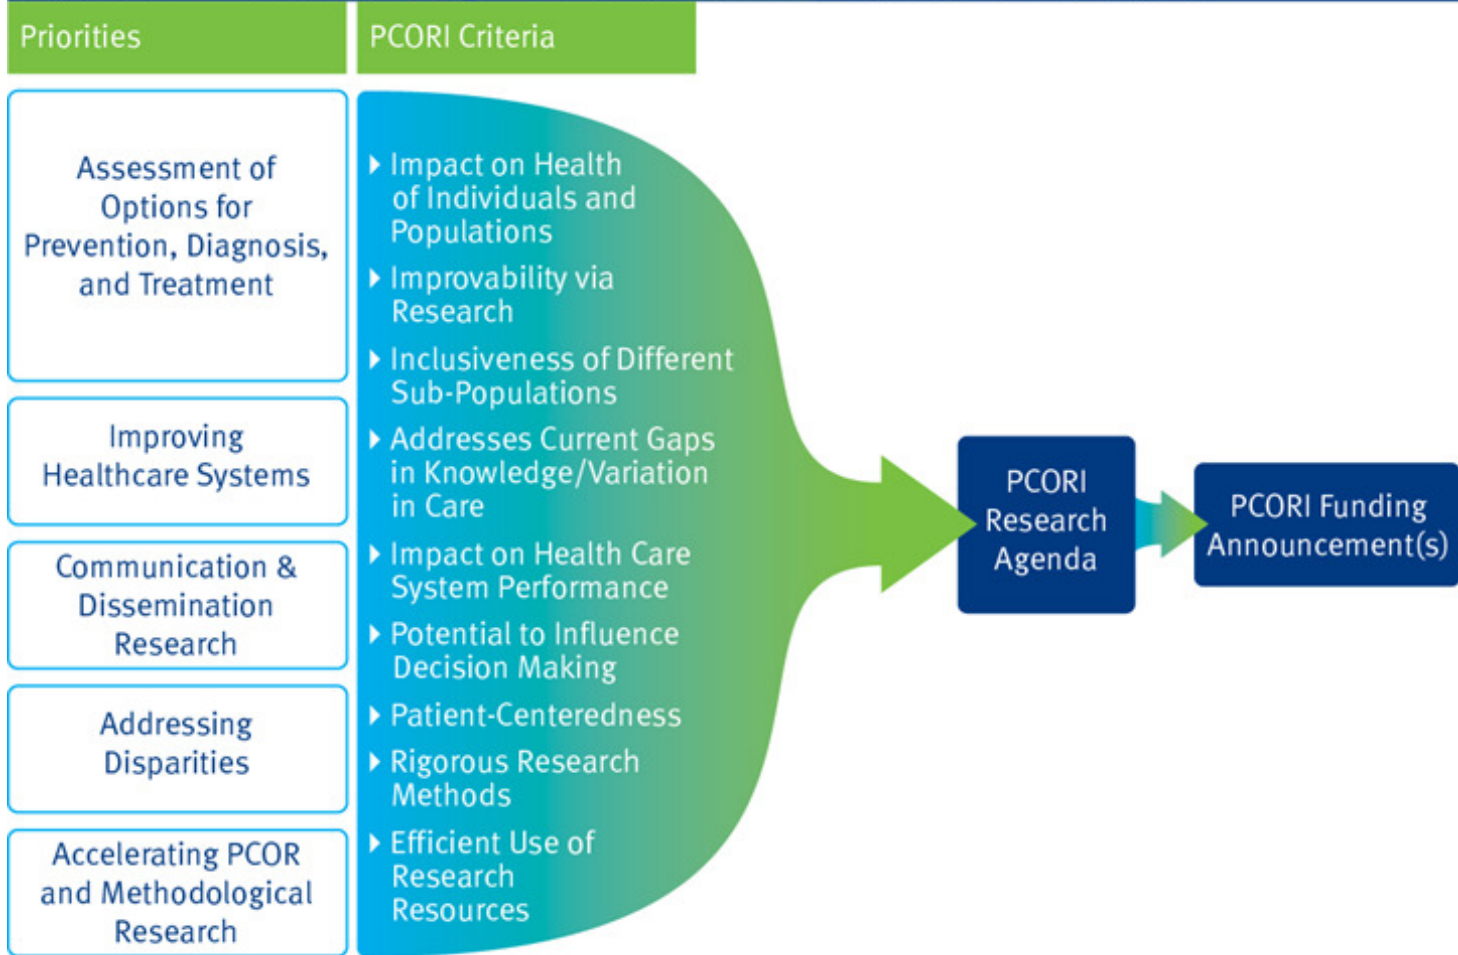 Priorities
PCORI Criteria
Assessment of
Options for
Prevention, Diagnosis,
and Treatment
Improving
Healthcare Systems
Communication &
Dissemination
Research
Addressing
Disparities
Accelerating PCOR
and Methodological
Research
Impact on Health
of Individuals and
Populations
Improvability via
Research
Inclusiveness of Different
Sub-Populations
Addresses Current Gaps
in Knowledge/Variation
in Care
Impact on Health Care
System Performance
Potential to Influence
Decision Making
Patient-Centeredness
Rigorous Research
Methods
Efficient Use of
Research
Resources
PCORI
Research
Agenda
PCORI Funding
Announcement(s)